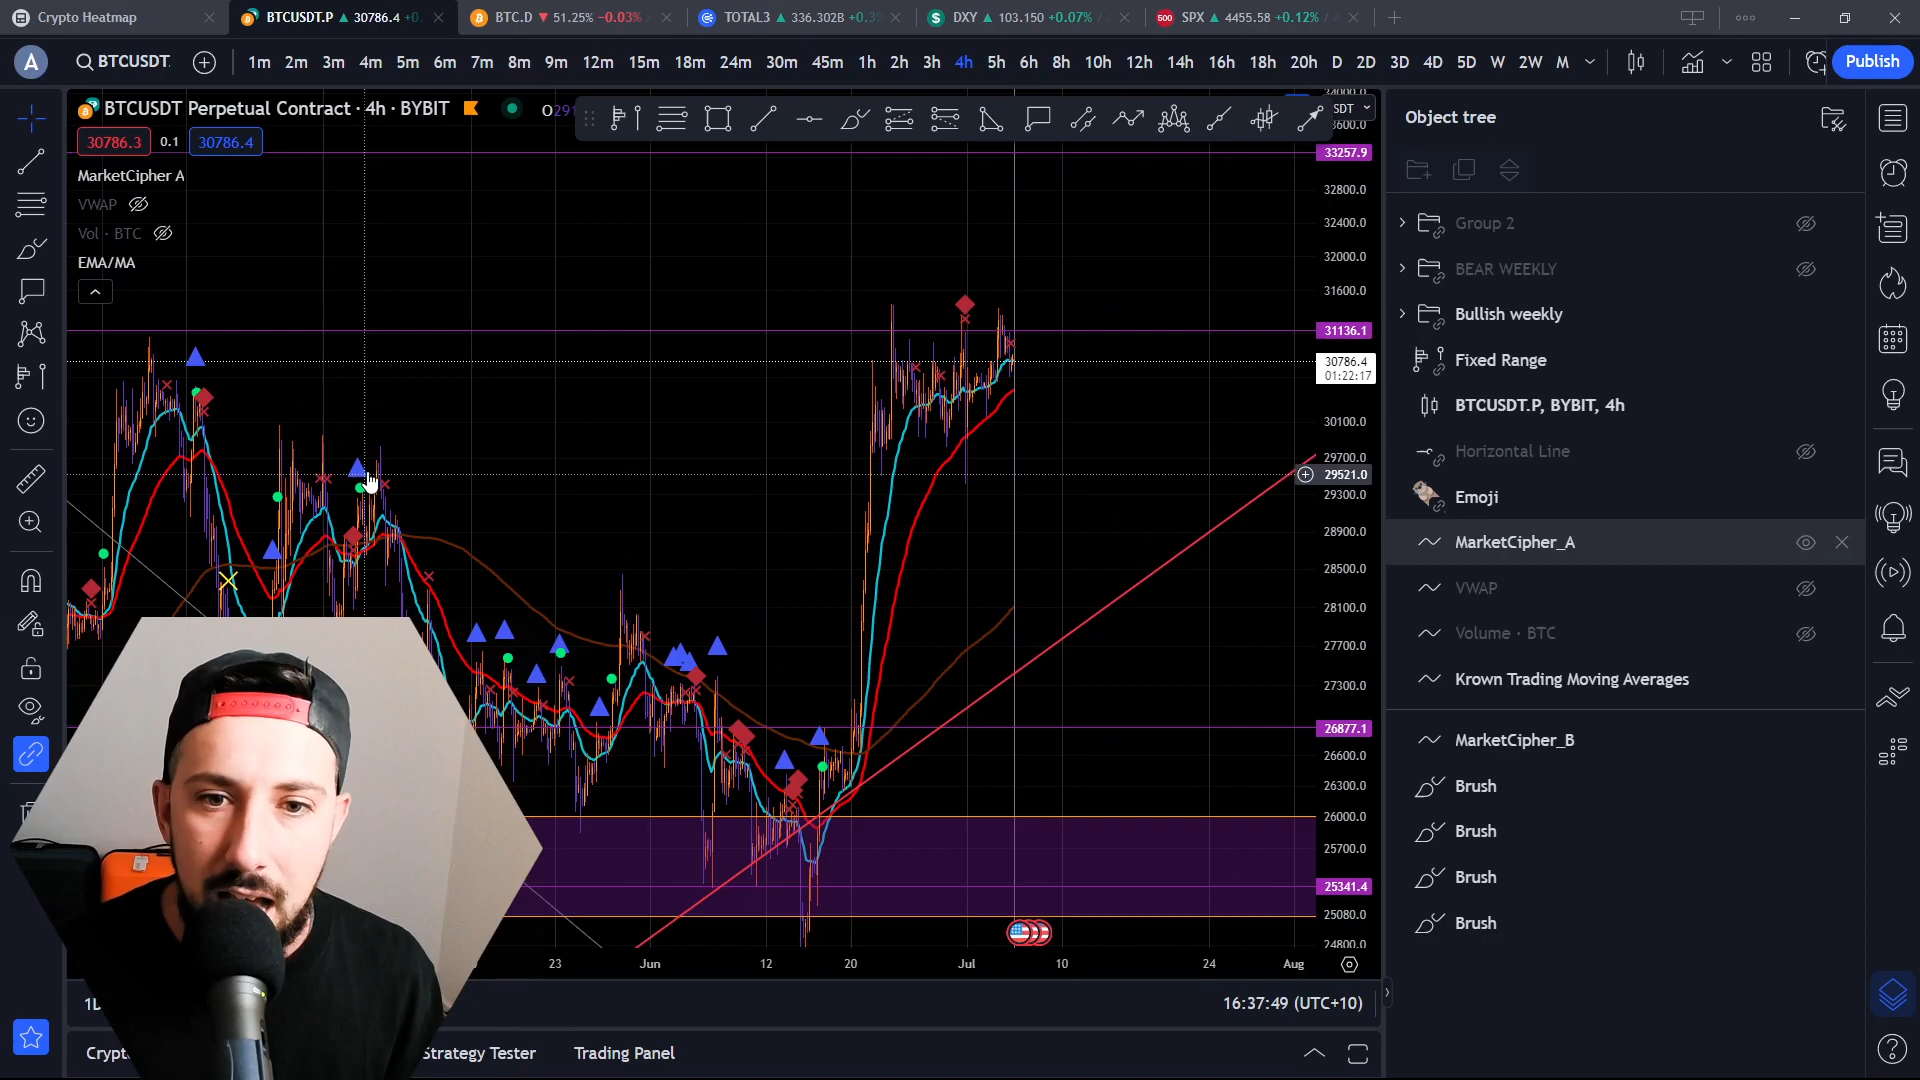 Crypto Heatmap
BTCUSDT.P ▲ 30786.4 +0.
BTC.D ▼ 51.25% −0.03%
TOTAL3 ▲ 336.302B +0.3%
DXY ▲ 103.150 +0.07%
500 SPX ▲ 4455.58 +0.12%
A
BTCUSDT.
1m 2m 3m 4m 5m 6m 7m 8m 9m 12m 15m 18m 24m 30m 45m 1h 2h 3h 4h 5h 6h 8h 10h 12h 14h 16h 18h 20h D 2D 3D 4D 5D W 2W M
Publish
BTCUSDT Perpetual Contract · 4h · BYBIT
O291
30786.3 0.1 30786.4
MarketCipher A
VWAP
Vol · BTC
EMA/MA
33257.9
32800.0
32400.0
32000.0
31600.0
31136.1
30786.4
01:22:17
30100.0
29700.0
29521.0
29300.0
28900.0
28500.0
28100.0
27700.0
27300.0
26877.1
26600.0
26300.0
26000.0
25700.0
25341.4
25080.0
24800.0
23 Jun 12 20 Jul 10 24 Aug
16:37:49 (UTC+10)
Strategy Tester
Trading Panel
Object tree
Group 2
BEAR WEEKLY
Bullish weekly
Fixed Range
BTCUSDT.P, BYBIT, 4h
Horizontal Line
Emoji
MarketCipher_A
VWAP
Volume · BTC
Krown Trading Moving Averages
MarketCipher_B
Brush
Brush
Brush
Brush